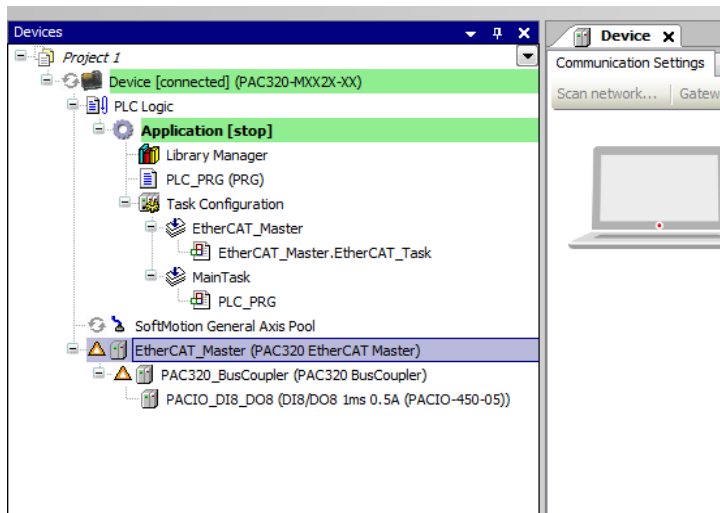 Devices
Project 1
Device [connected] (PAC320-MXX2X-XX)
PLC Logic
Application [stop]
Library Manager
PLC_PRG (PRG)
Task Configuration
EtherCAT_Master
EtherCAT_Master.EtherCAT_Task
MainTask
PLC_PRG
SoftMotion General Axis Pool
EtherCAT_Master (PAC320 EtherCAT Master)
PAC320_BusCoupler (PAC320 BusCoupler)
PACIO_DI8_DO8 (DI8/DO8 1ms 0.5A (PACIO-450-05))
Device
Communication Settings
Scan network... Gatew